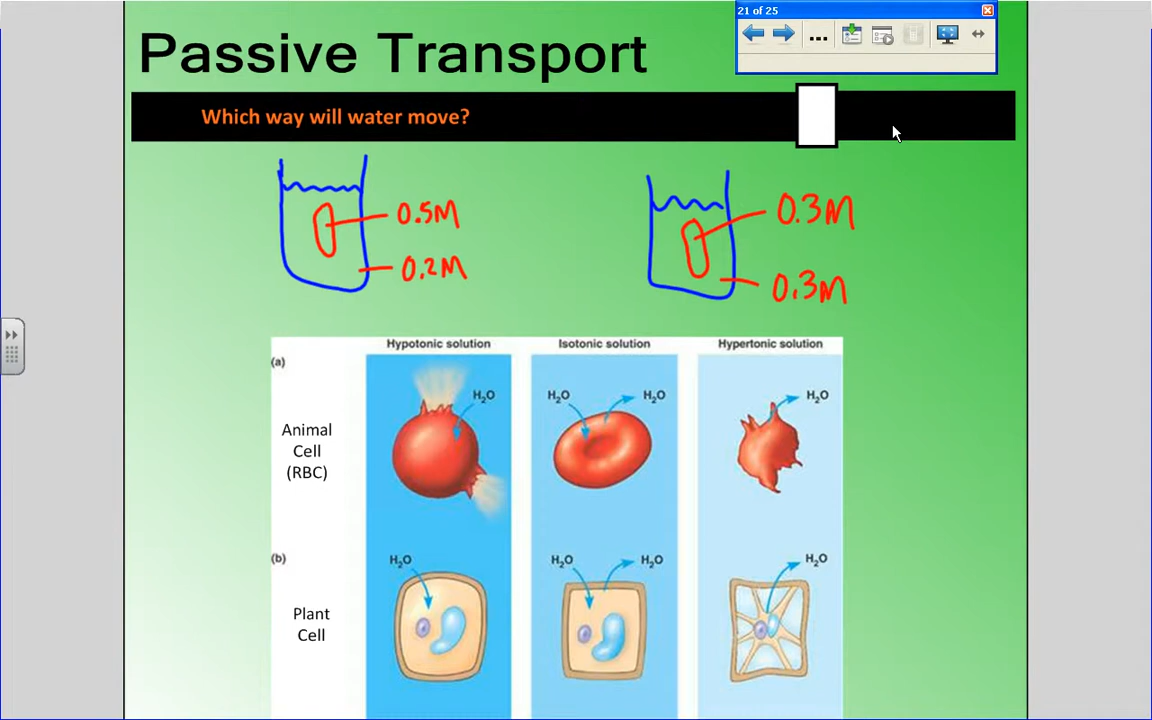 21 of 25
Passive Transport
Which way will water move?
0.5M
0.2M
0.3M
0.3M
Hypotonic solution
Isotonic solution
Hypertonic solution
(a)
H₂O
H₂O
H₂O
H₂O
Animal
Cell
(RBC)
(b)
H₂O
H₂O
H₂O
H₂O
Plant
Cell